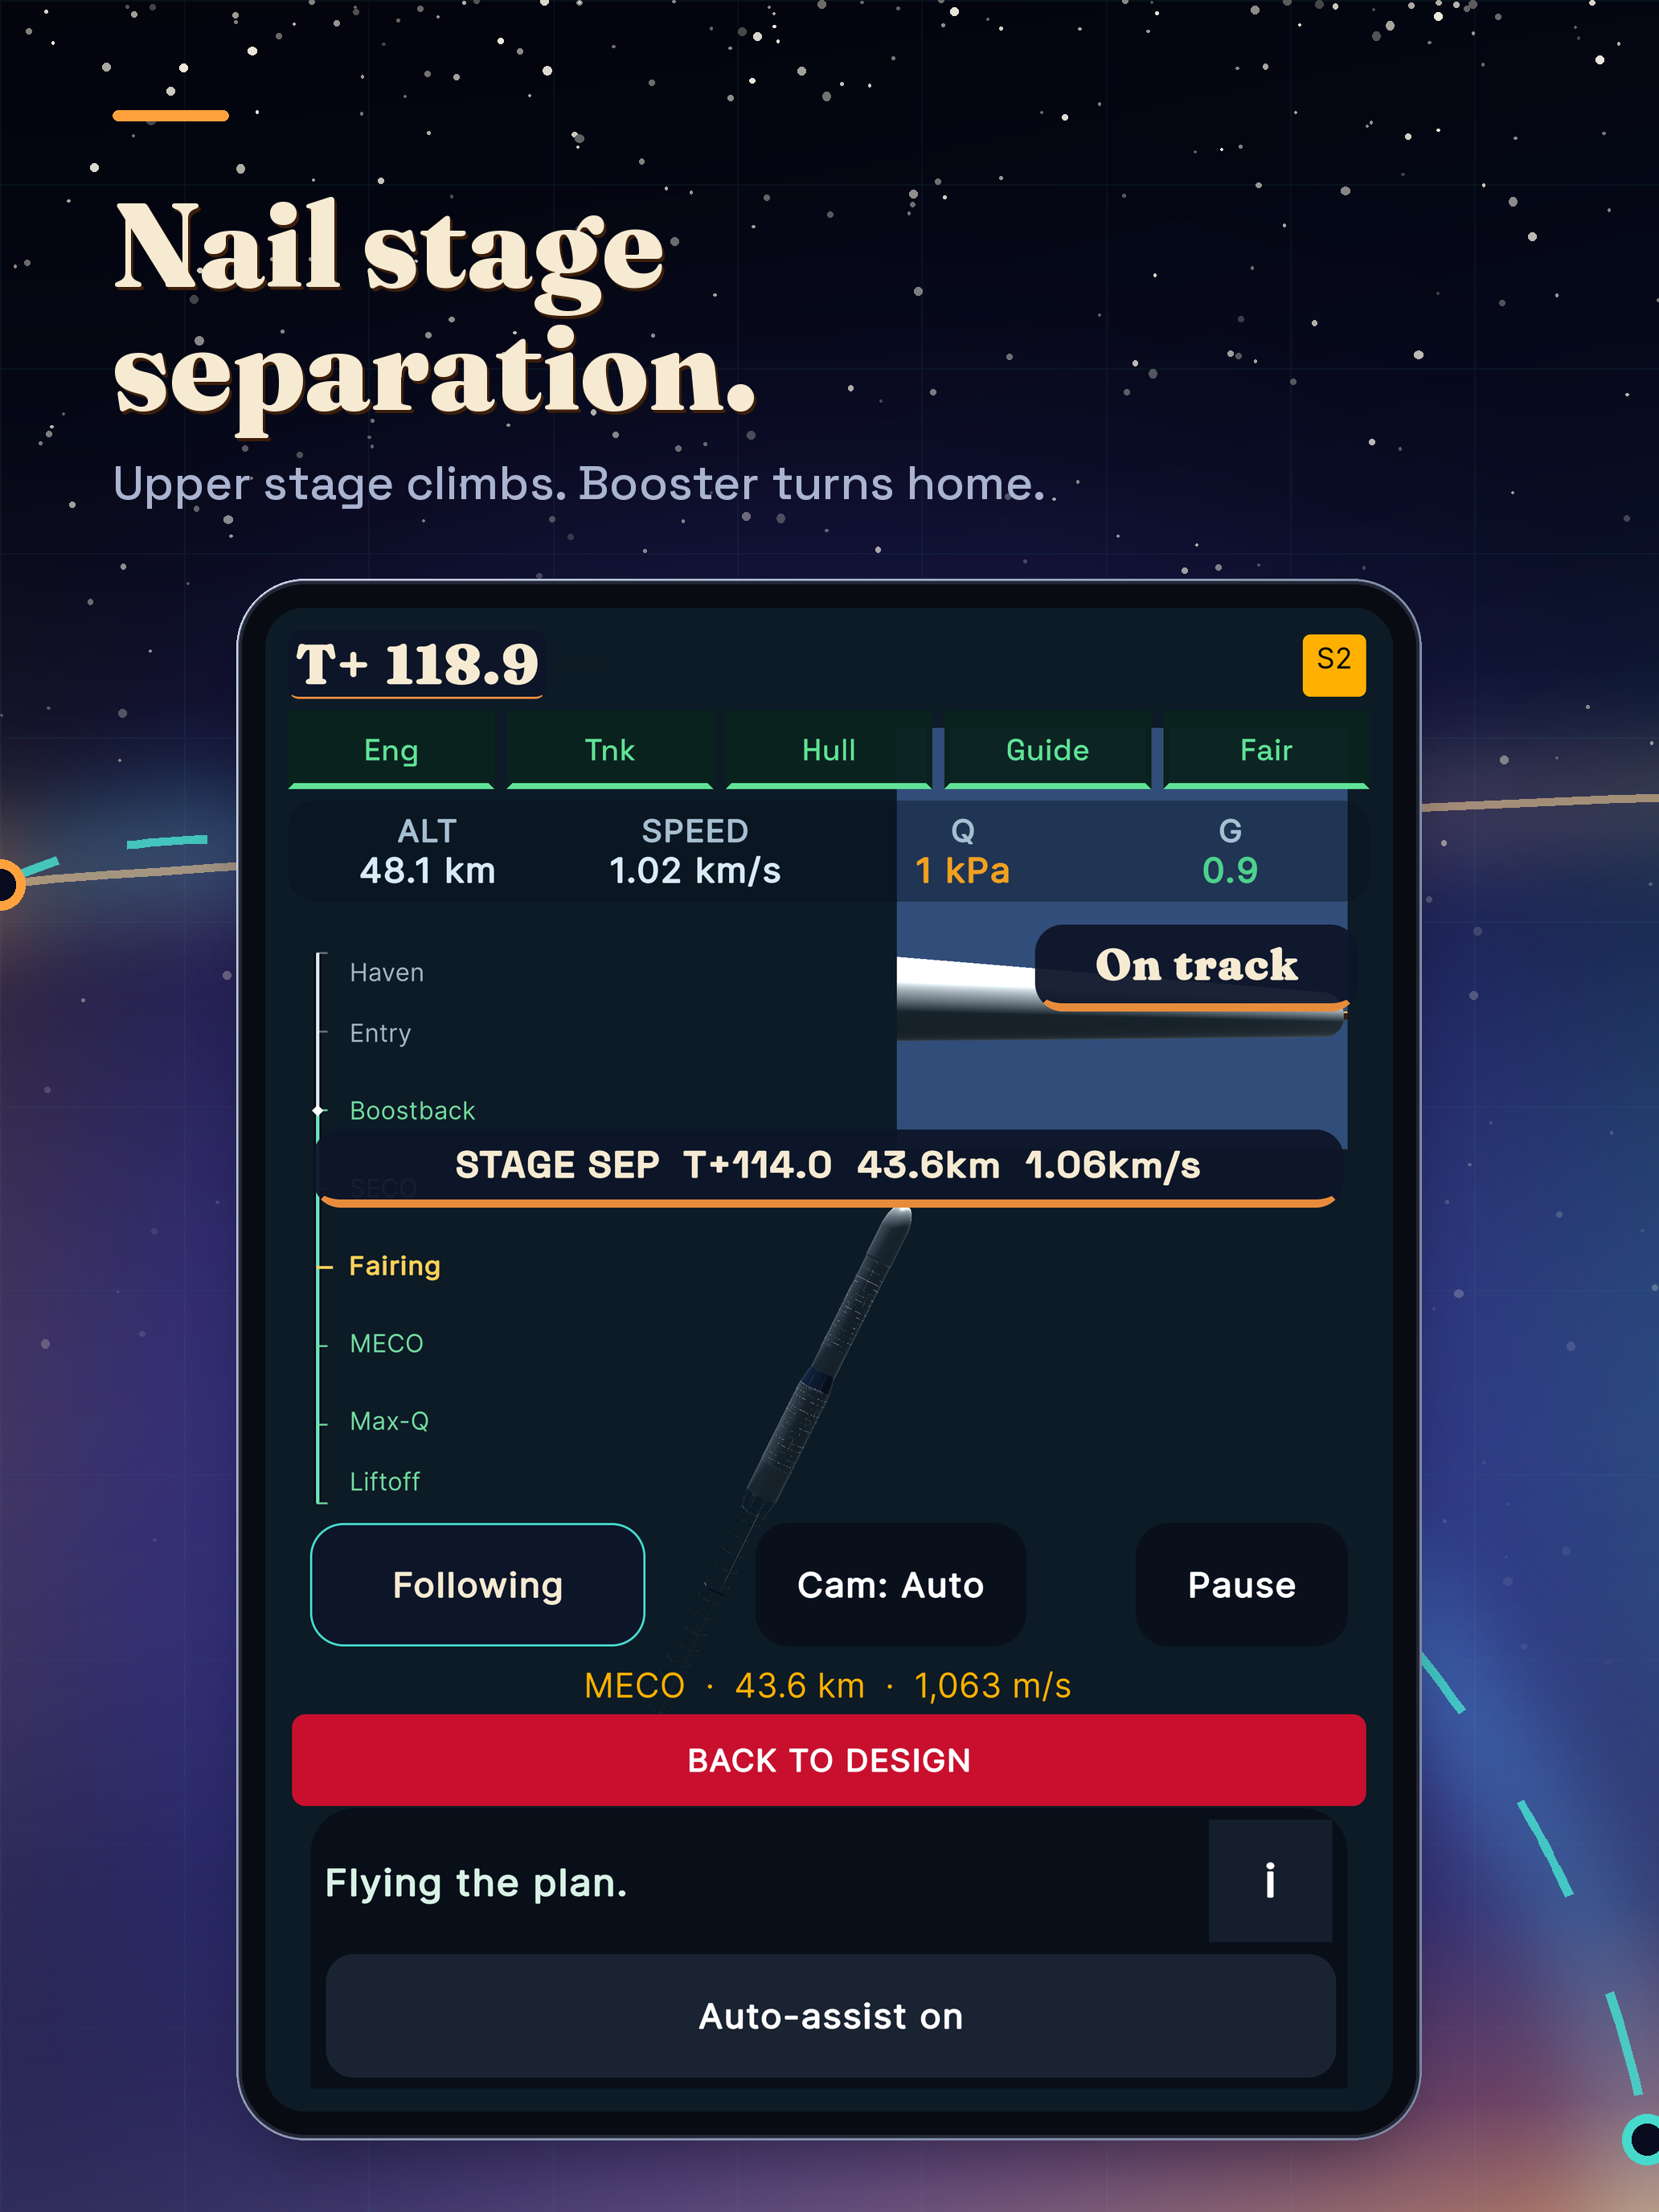 Nail stage
separation.
Upper stage climbs. Booster turns home.
T+ 118.9
S2
Eng
Tnk
Hull
Guide
Fair
ALT
SPEED
Q
G
48.1 km
1.02 km/s
1 kPa
0.9
On track
Haven
Entry
Boostback
STAGE SEP T+114.0 43.6km 1.06km/s
SECO
Fairing
MECO
Max-Q
Liftoff
Following
Cam: Auto
Pause
MECO · 43.6 km · 1,063 m/s
BACK TO DESIGN
Flying the plan.
i
Auto-assist on